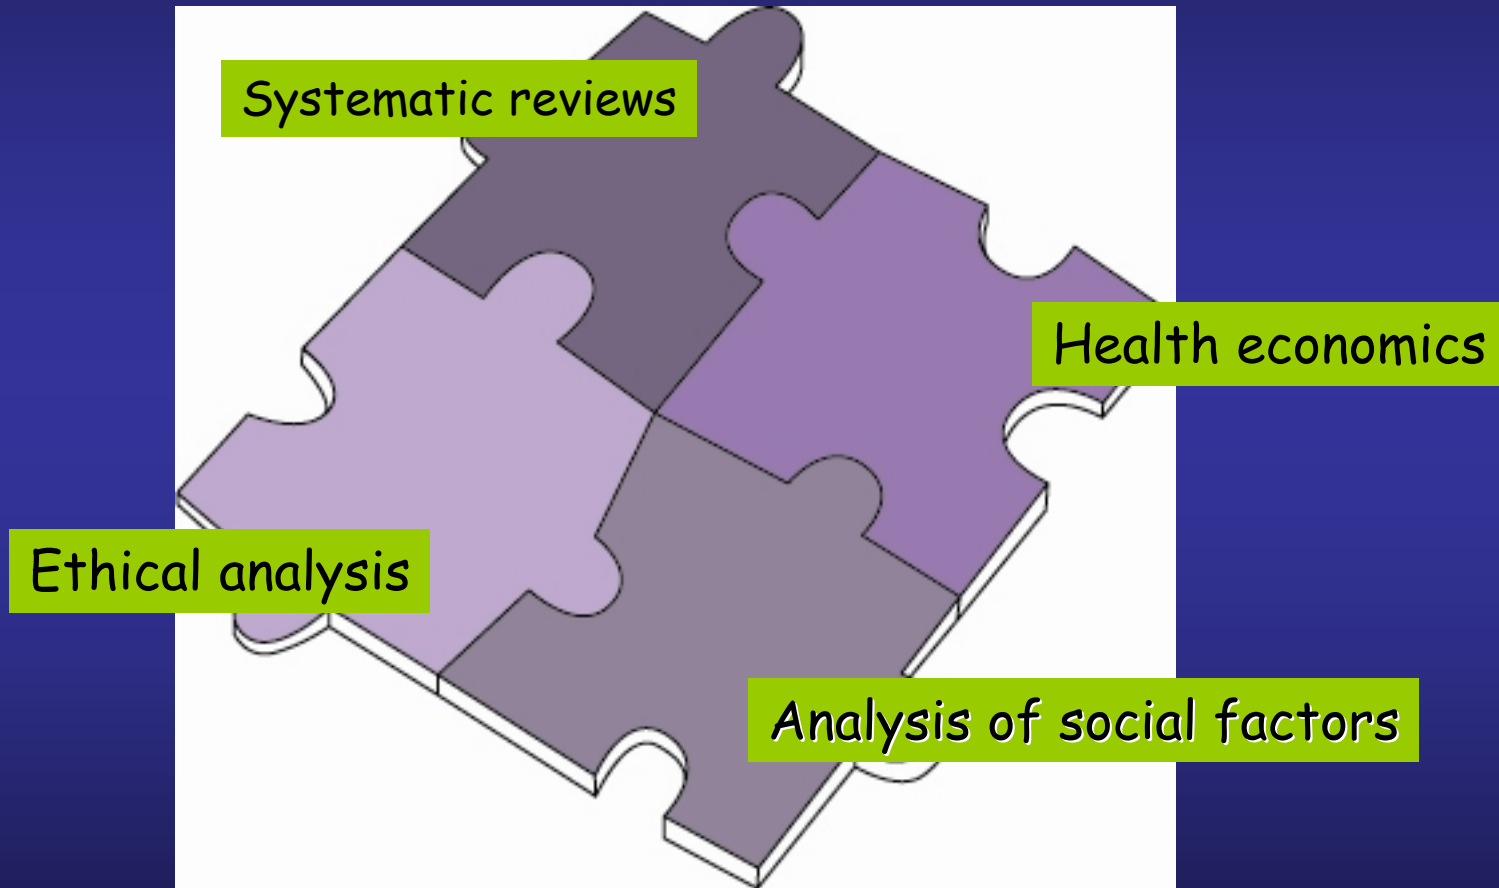 Systematic reviews
Health economics
Ethical analysis
Analysis of social factors